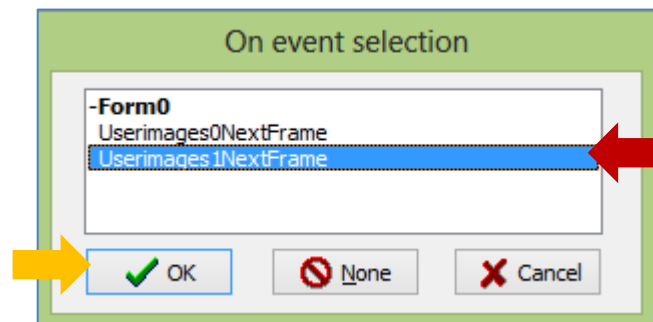 On event selection
-Form0
Userimages0NextFrame
Userimages1NextFrame
OK
None
Cancel